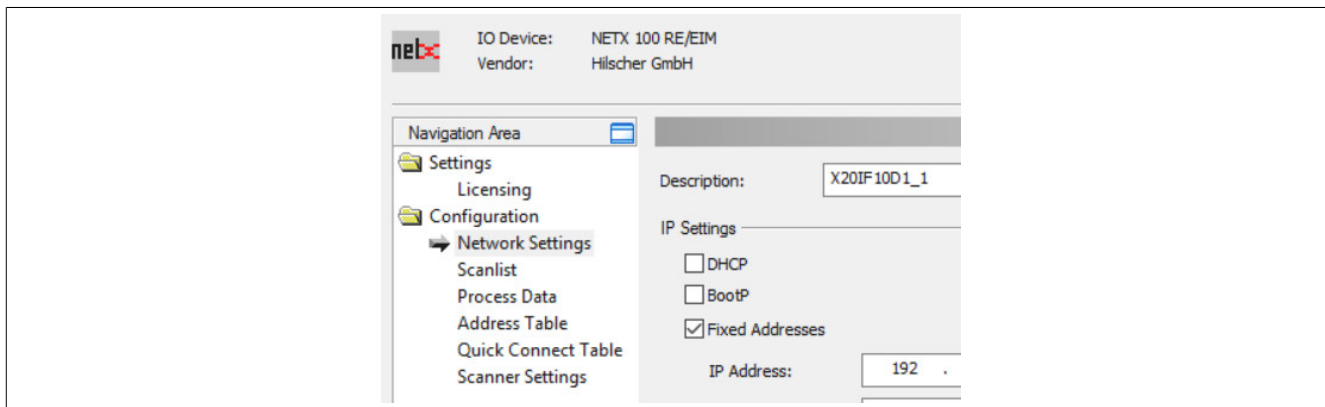 netx
IO Device: NETX 100 RE/EIM
Vendor: Hilscher GmbH
Navigation Area
Settings
Licensing
Configuration
Network Settings
Scanlist
Process Data
Address Table
Quick Connect Table
Scanner Settings
Description: X20IF10D1_1
IP Settings
DHCP
BootP
Fixed Addresses
IP Address: 192 .